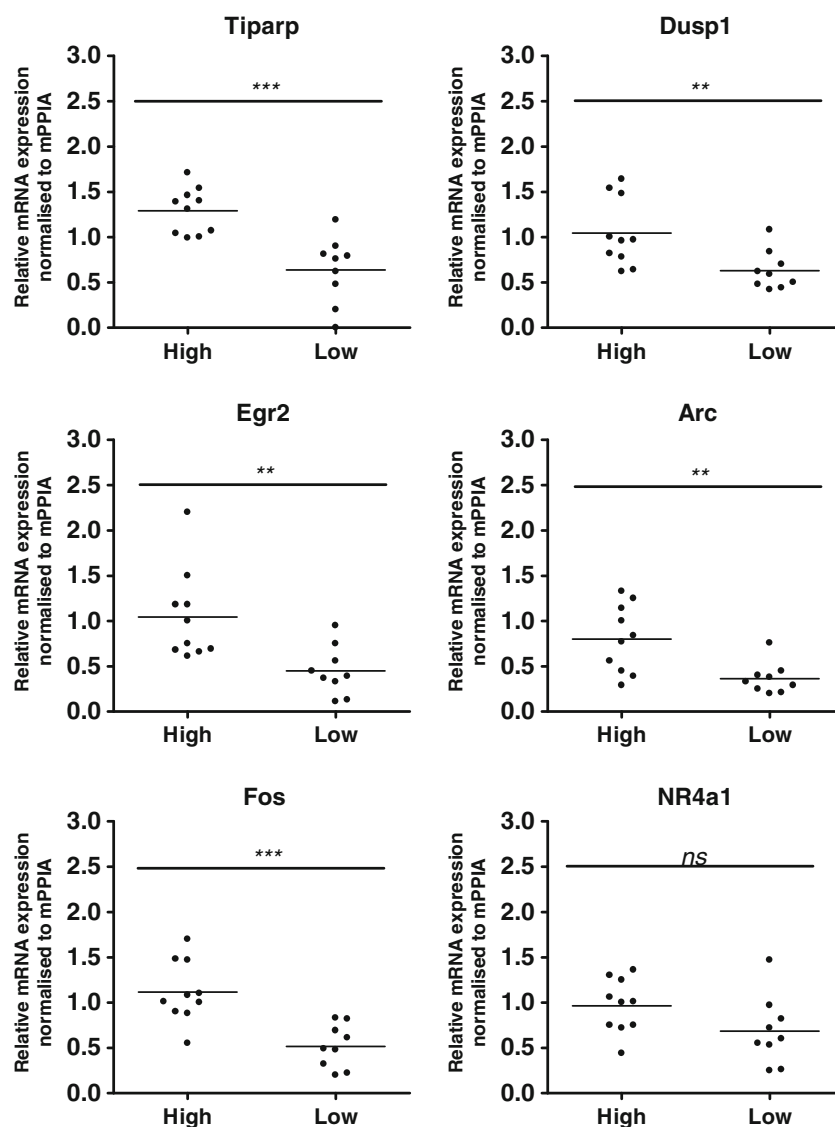 Tiparp
Relative mRNA expression
normalised to mPPIA
3.0
2.5
2.0
1.5
1.0
0.5
0.0
***
High
Low
Dusp1
Relative mRNA expression
normalised to mPPIA
3.0
2.5
2.0
1.5
1.0
0.5
0.0
**
High
Low
Egr2
Relative mRNA expression
normalised to mPPIA
3.0
2.5
2.0
1.5
1.0
0.5
0.0
**
High
Low
Arc
Relative mRNA expression
normalised to mPPIA
3.0
2.5
2.0
1.5
1.0
0.5
0.0
**
High
Low
Fos
Relative mRNA expression
normalised to mPPIA
3.0
2.5
2.0
1.5
1.0
0.5
0.0
***
High
Low
NR4a1
Relative mRNA expression
normalised to mPPIA
3.0
2.5
2.0
1.5
1.0
0.5
0.0
ns
High
Low